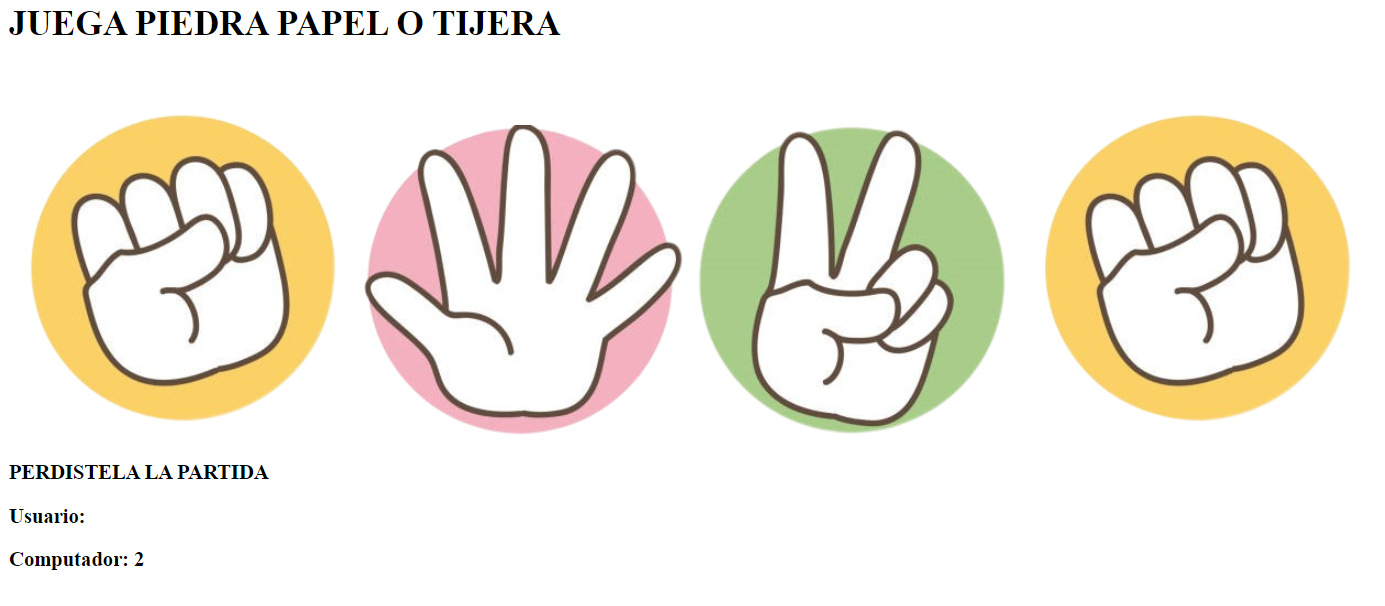 JUEGA PIEDRA PAPEL O TIJERA
PERDISTELA LA PARTIDA
Usuario:
Computador: 2